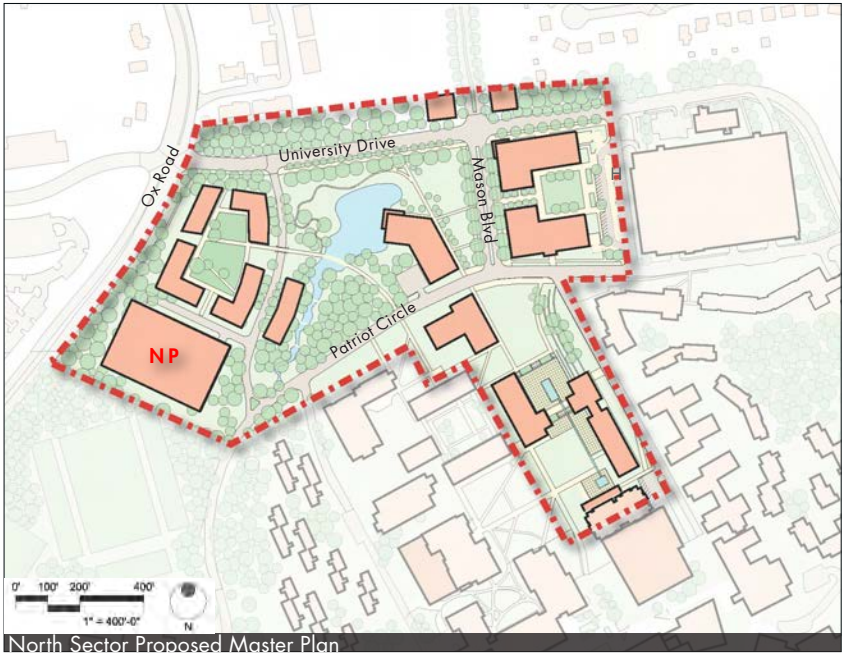 University Drive
Ox Road
Mason Blvd
Patriot Circle
NP
0' 100' 200' 400'
1" = 400'-0"
N
North Sector Proposed Master Plan